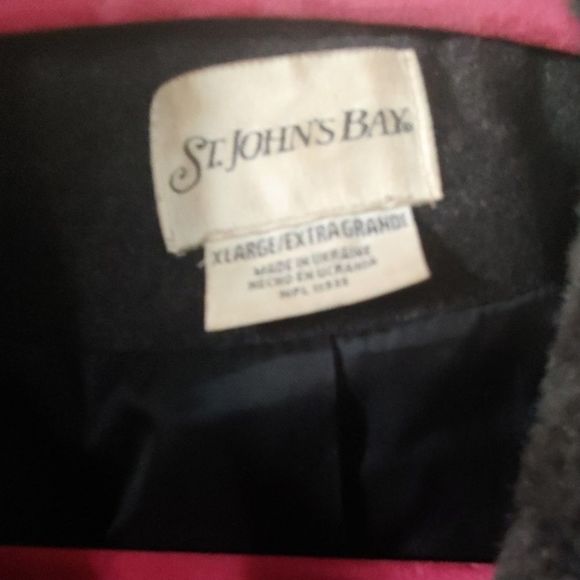 ST. JOHN'S BAY®
XLARGE/EXTRA GRANDE
MADE IN UKRAINE
HECHO EN UCRANIA